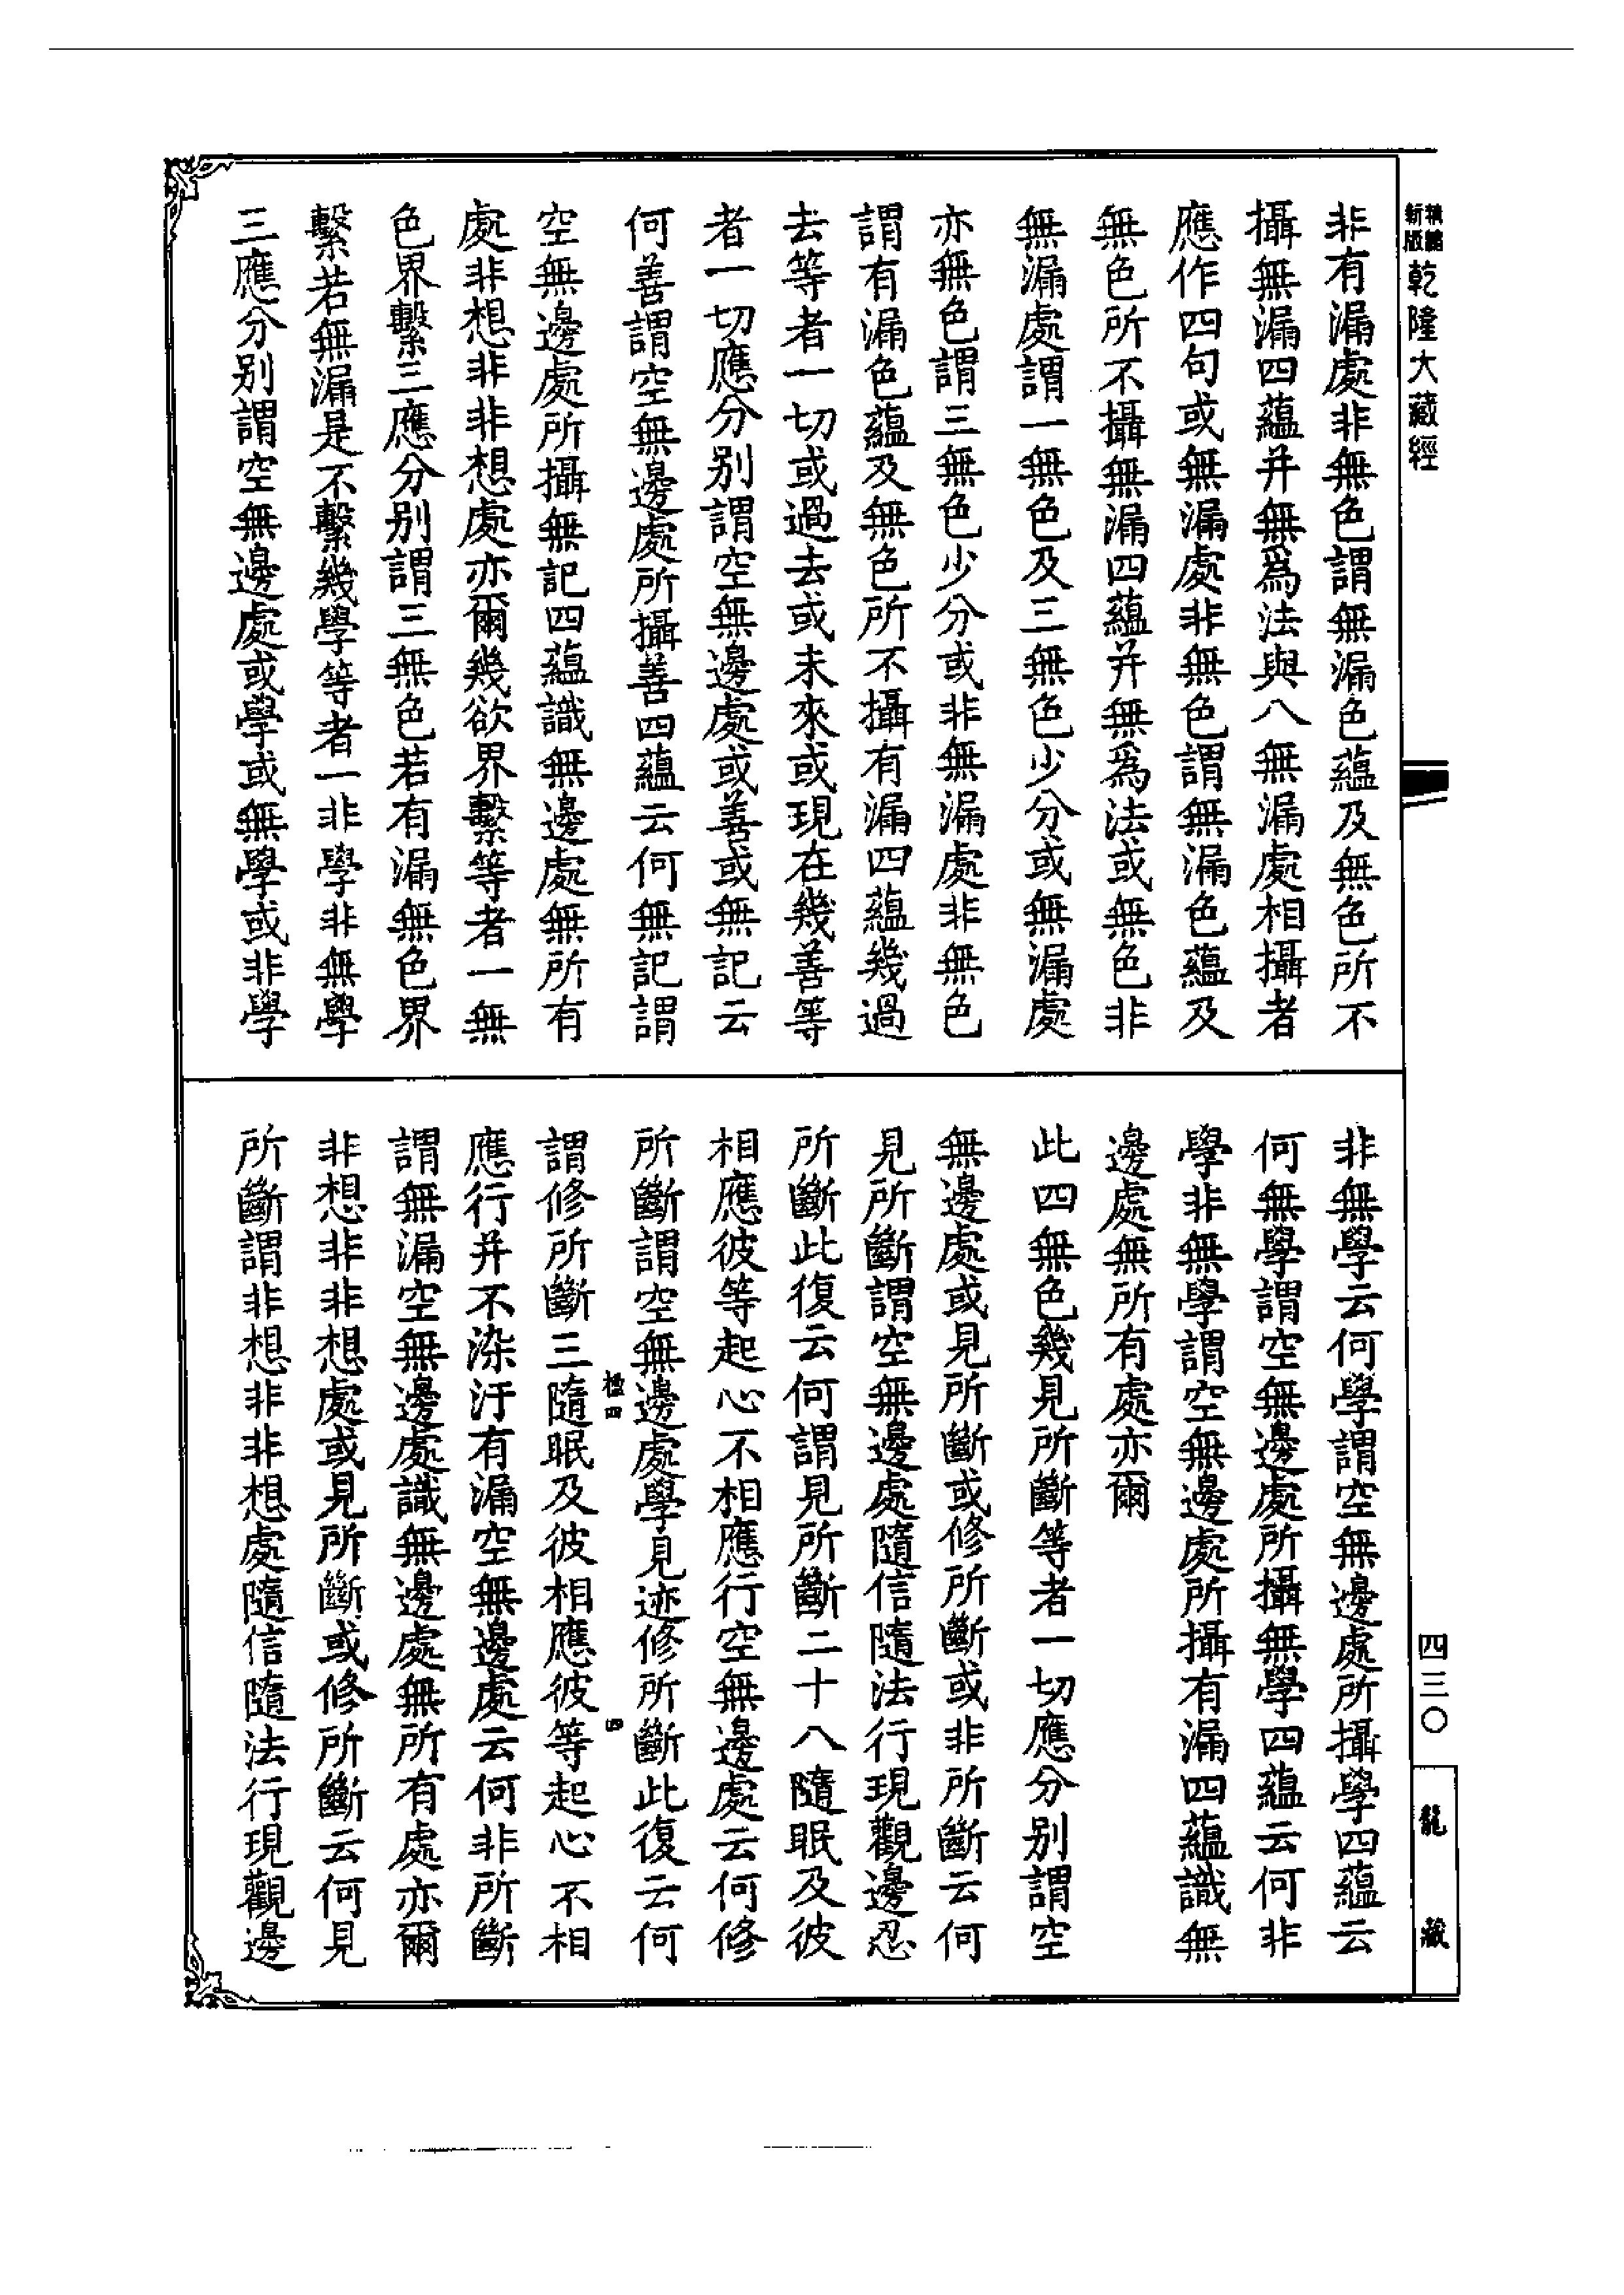 新版
精縮
乾隆大藏經
非有漏處非無色謂無漏色蘊及無色所不
攝無漏四蘊并無爲法與八無漏處相攝者
應作四句或無漏處非無色謂無漏色蘊及
無色所不攝無漏四蘊并無爲法或無色非
無漏處謂一無色及三無色少分或無漏處
亦無色謂三無色少分或非無漏處非無色
謂有漏色蘊及無色所不攝有漏四蘊幾過
去等者一切或過去或未來或現在幾善等
者一切應分別謂空無邊處或善或無記云
何善謂空無邊處所攝善四蘊云何無記謂
空無邊處所攝無記四蘊識無邊處無所有
處非想非非想處亦爾幾欲界繫等者一無
色界繫三應分別謂三無色若有漏無色界
繫若無漏是不繫幾學等者一非學非無學
三應分別謂空無邊處或學或無學或非學
非無學云何學謂空無邊處所攝學四蘊云
何無學謂空無邊處所攝無學四蘊云何非
學非無學謂空無邊處所攝有漏四蘊識無
邊處無所有處亦爾
此四無色幾見所斷等者一切應分別謂空
無邊處或見所斷或修所斷或非所斷云何
見所斷謂空無邊處隨信隨法行現觀邊忍
所斷此復云何謂見所斷二十八隨眠及彼
相應彼等起心不相應行空無邊處云何修
所斷謂空無邊處學見迹修所斷此復云何
謂修所斷三隨眠及彼相應彼等起心不相
應行并不染汙有漏空無邊處云何非所斷
謂無漏空無邊處識無邊處無所有處亦爾
非想非非想處或見所斷或修所斷云何見
所斷謂非想非非想處隨信隨法行現觀邊
四
四
四三〇
龍藏